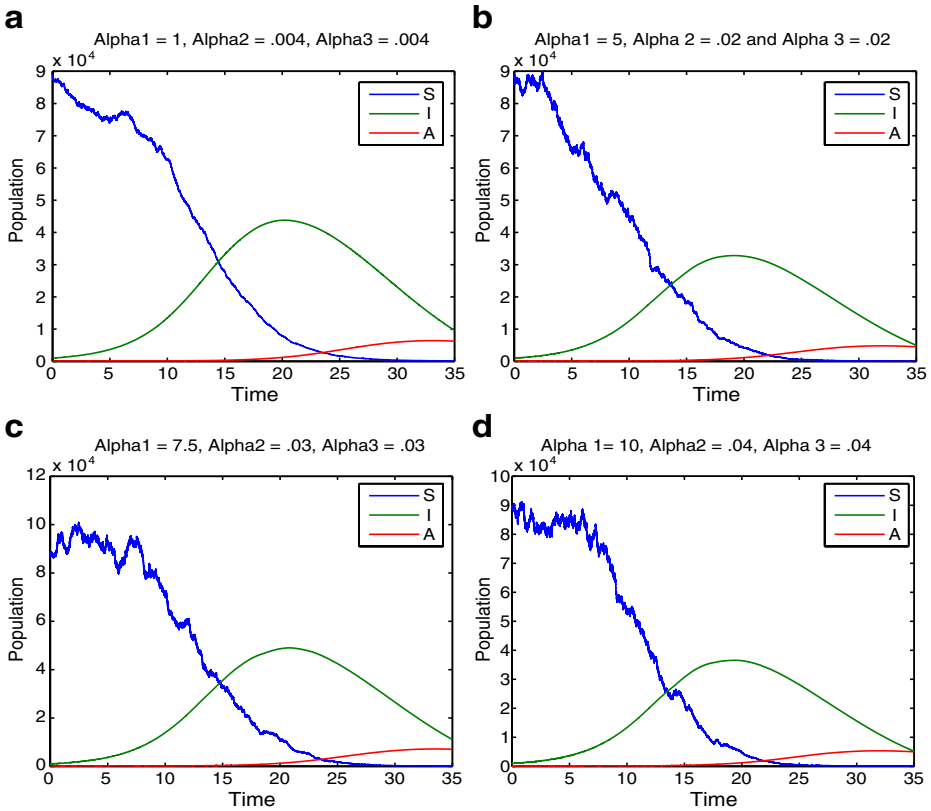 a
Alpha1 = 1, Alpha2 = .004, Alpha3 = .004
x 10^4
9
8
7
6
5
4
3
2
1
0
Population
0 5 10 15 20 25 30 35
Time
S
I
A
b
Alpha1 = 5, Alpha 2 = .02 and Alpha 3 = .02
x 10^4
9
8
7
6
5
4
3
2
1
0
Population
0 5 10 15 20 25 30 35
Time
S
I
A
c
Alpha1 = 7.5, Alpha2 = .03, Alpha3 = .03
x 10^4
12
10
8
6
4
2
0
Population
0 5 10 15 20 25 30 35
Time
S
I
A
d
Alpha 1= 10, Alpha2 = .04, Alpha 3 = .04
x 10^4
10
9
8
7
6
5
4
3
2
1
0
Population
0 5 10 15 20 25 30 35
Time
S
I
A